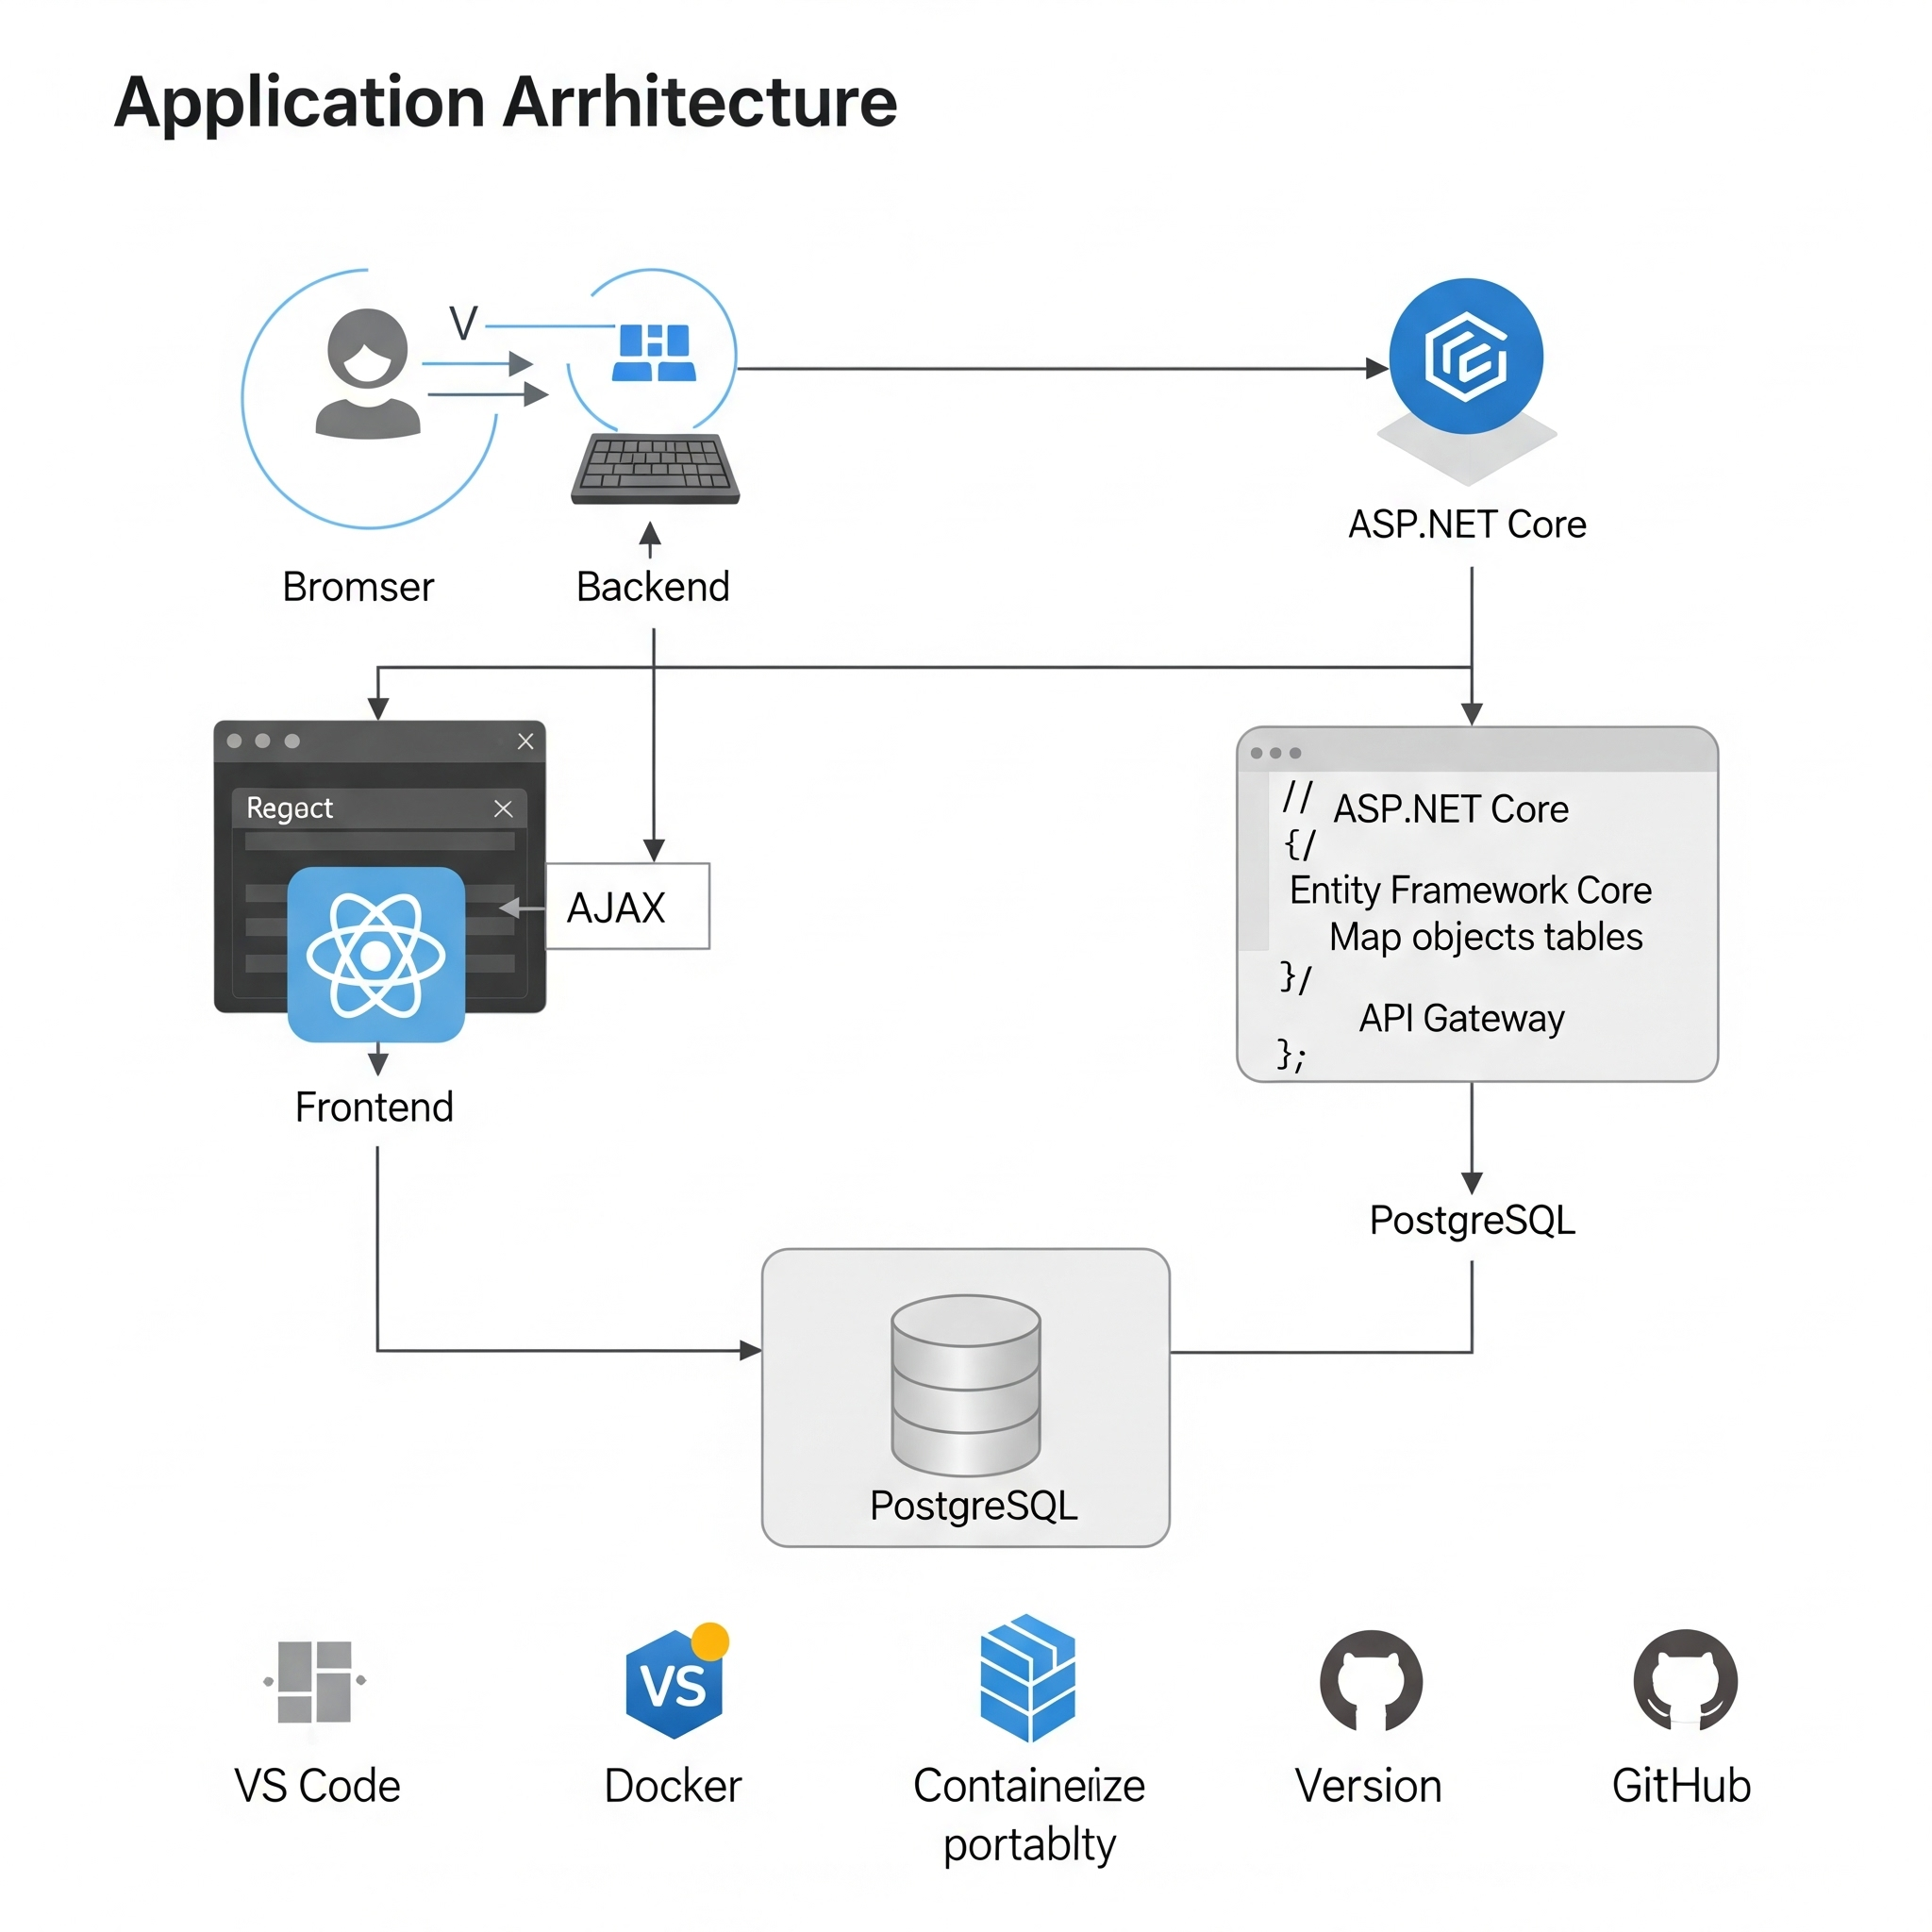 Application Arrhitecture
V
Bromser
Backend
ASP.NET Core
Regact
AJAX
Frontend
// ASP.NET Core
{/
Entity Framework Core
Map objects tables
}/
API Gateway
};
PostgreSQL
PostgreSQL
VS Code
VS
Docker
Containeriize
portablty
Version
GitHub